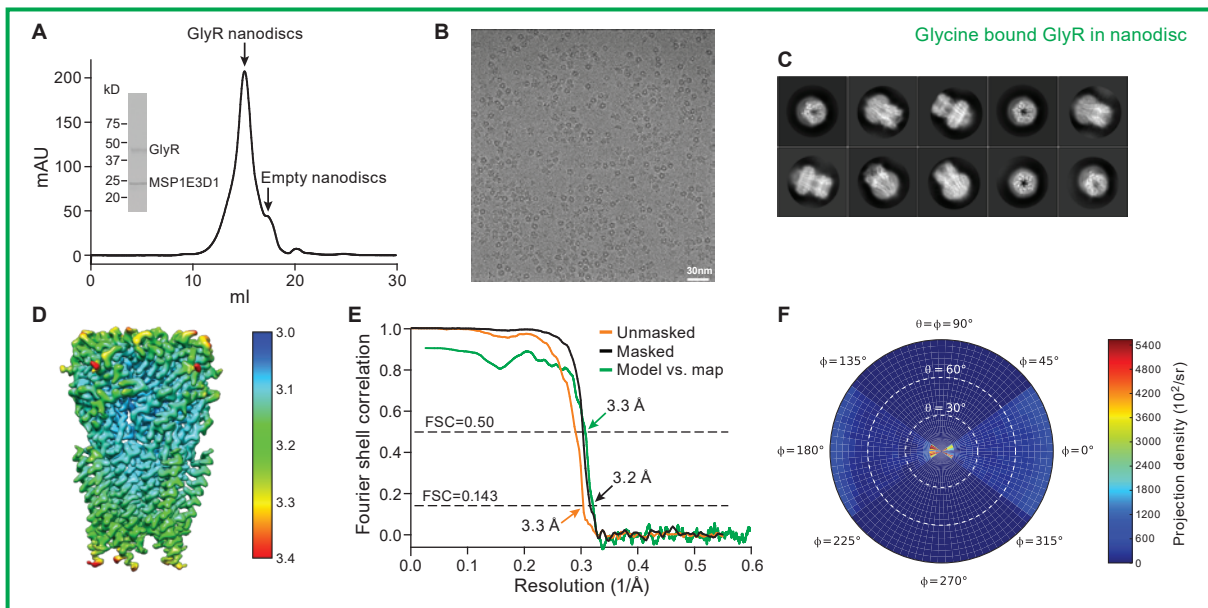 Glycine bound GlyR in nanodisc
A
GlyR nanodiscs
kD
75
50
37
25
20
GlyR
MSP1E3D1
Empty nanodiscs
mAU
200
150
100
50
0
0
10
20
30
ml
B
30nm
C
D
3.0
3.1
3.2
3.3
3.4
E
Fourier shell correlation
1.0
0.8
0.6
0.4
0.2
0.0
Unmasked
Masked
Model vs. map
FSC=0.50
3.3 Å
FSC=0.143
3.2 Å
3.3 Å
0.0
0.1
0.2
0.3
0.4
0.5
0.6
Resolution (1/Å)
F
θ=ϕ=90°
ϕ=135°
ϕ=45°
θ=60°
θ=30°
ϕ=180°
ϕ=0°
ϕ=225°
ϕ=315°
ϕ=270°
5400
4800
4200
3600
3000
2400
1800
1200
600
0
Projection density (10²/sr)